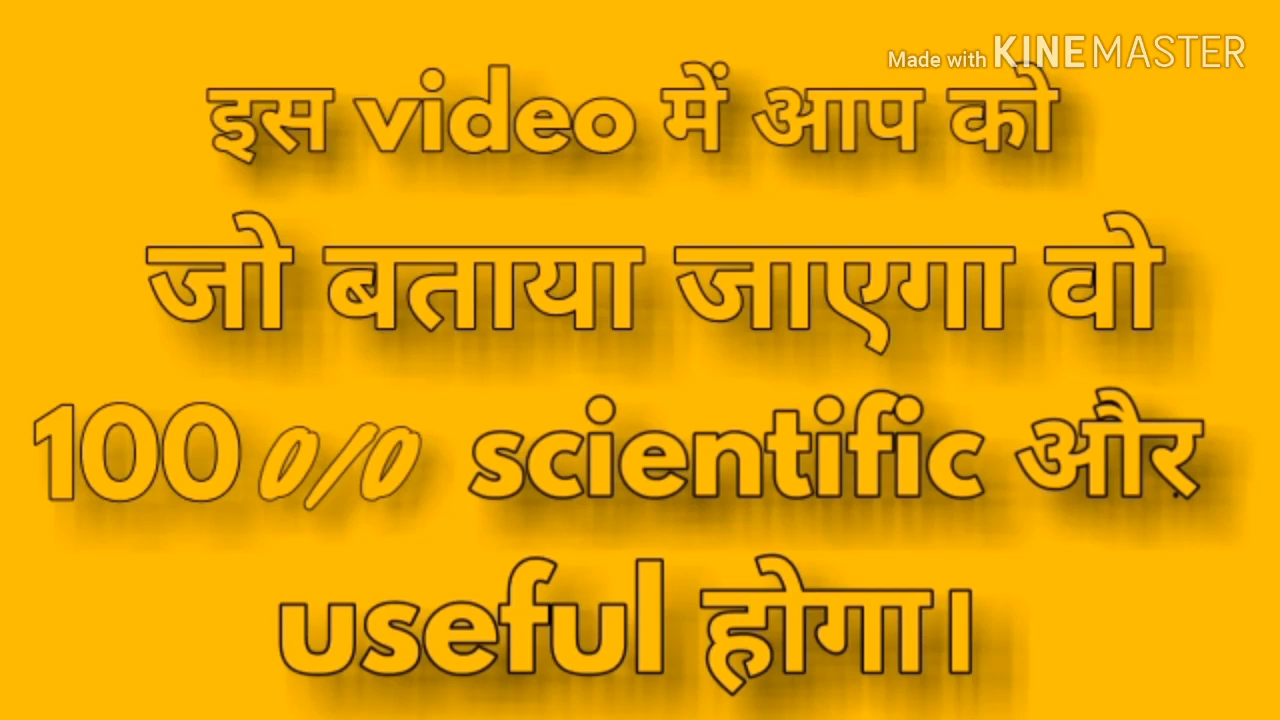 Made with KINEMASTER
इस video में आप को
जो बताया जाएगा वो
100 0/0 scientific और
useful होगा।